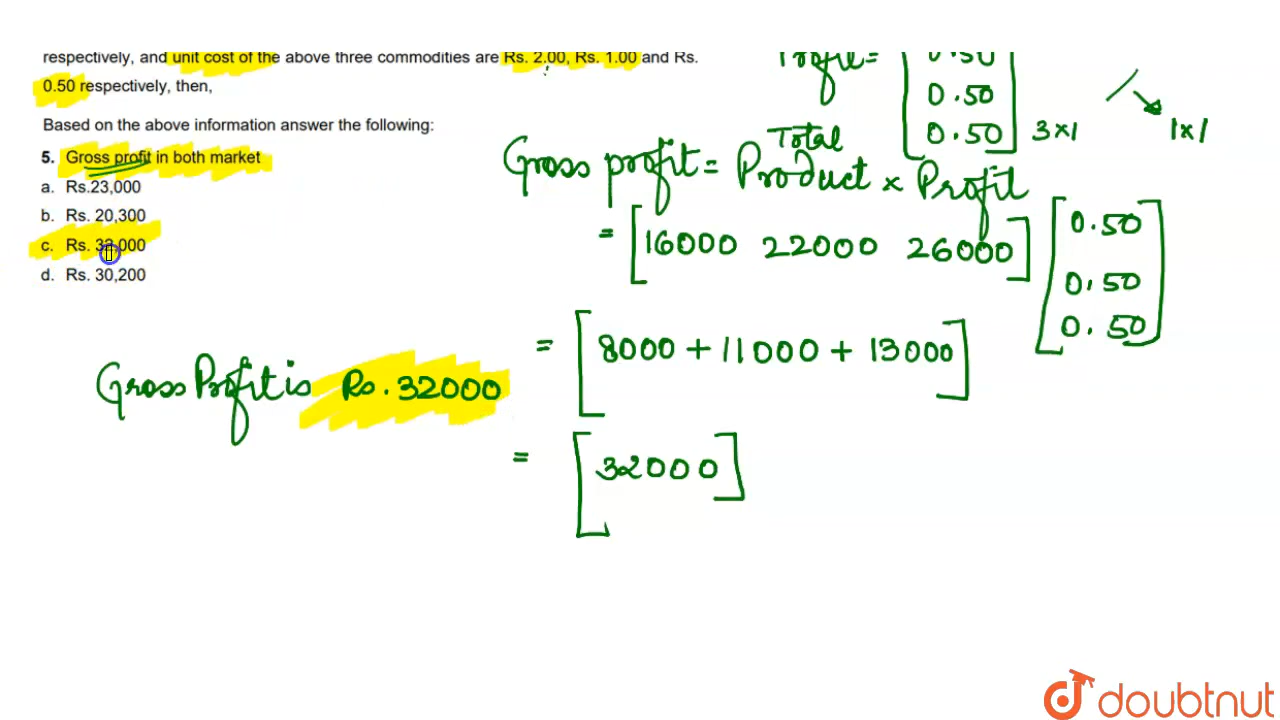 respectively, and unit cost of the above three commodities are Rs. 2.00, Rs. 1.00 and Rs.
0.50 respectively, then,
Based on the above information answer the following:
5. Gross profit in both market
a. Rs.23,000
b. Rs. 20,300
c. Rs. 32,000
d. Rs. 30,200
Profit =
0.50
0.50
0.50
3×1
1×1
Gross profit = Total Product × Profit
= [16000 22000 26000] [0.50
0.50
0.50]
= [8000 + 11000 + 13000]
Gross Profit is Rs. 32000
= [32000]
doubtnut